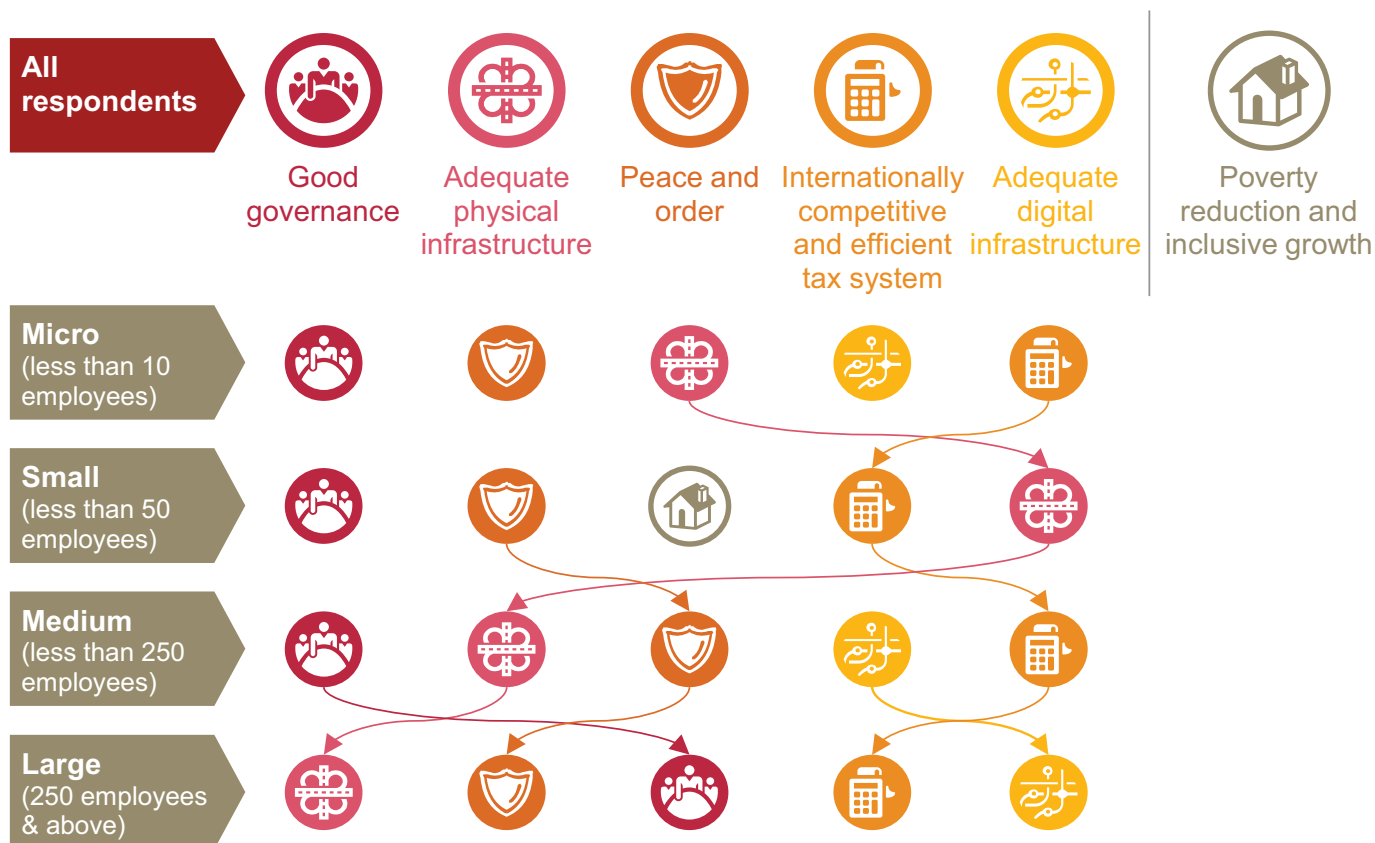 All
respondents
Good
governance
Adequate
physical
infrastructure
Peace and
order
Internationally
competitive
and efficient
tax system
Adequate
digital
infrastructure
Poverty
reduction and
inclusive growth
Micro
(less than 10
employees)
Small
(less than 50
employees)
Medium
(less than 250
employees)
Large
(250 employees
& above)